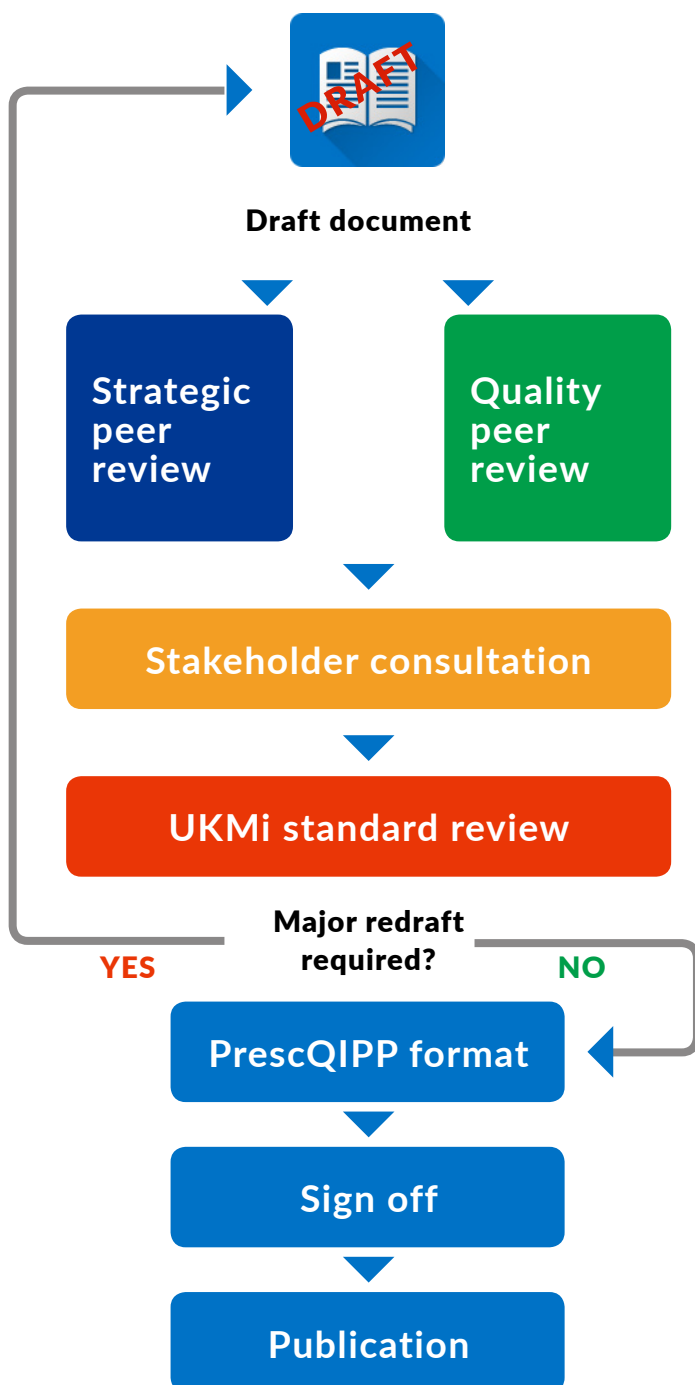 DRAFT
Draft document
Strategic
peer
review
Quality
peer
review
Stakeholder consultation
UKMi standard review
Major redraft
required?
YES
NO
PrescQIPP format
Sign off
Publication